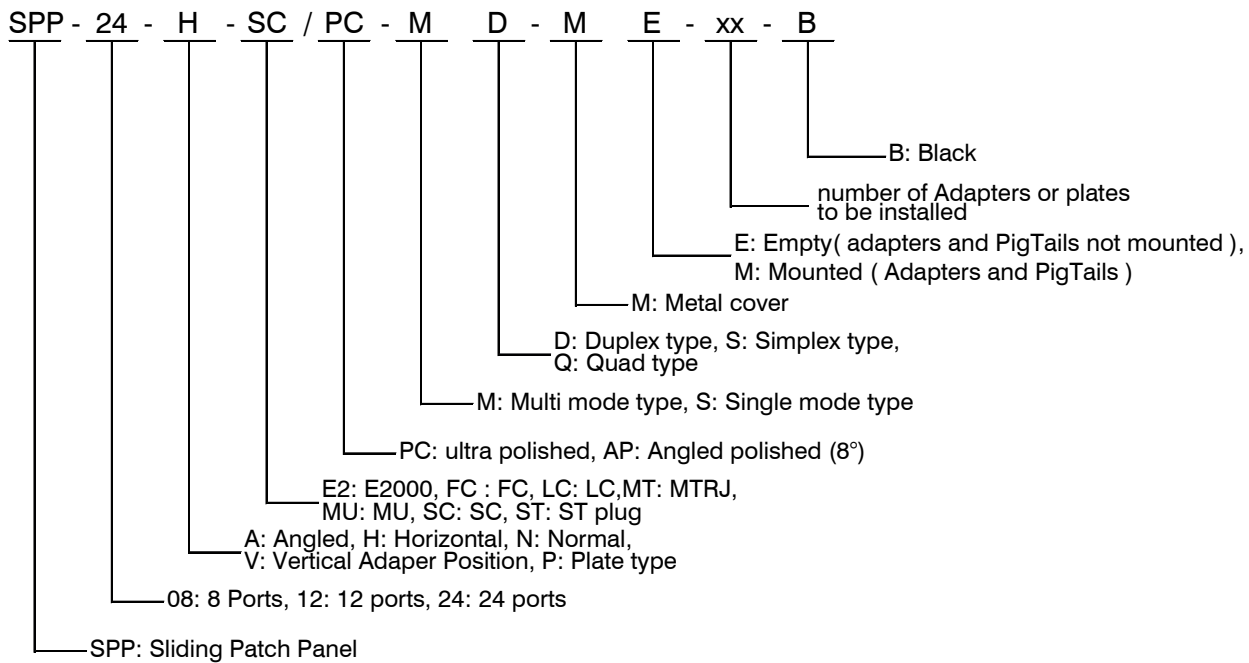 SPP - 24 - H - SC / PC - M D - M E - xx - B
B: Black
number of Adapters or plates
to be installed
E: Empty( adapters and PigTails not mounted ),
M: Mounted ( Adapters and PigTails )
M: Metal cover
D: Duplex type, S: Simplex type,
Q: Quad type
M: Multi mode type, S: Single mode type
PC: ultra polished, AP: Angled polished (8°)
E2: E2000, FC : FC, LC: LC,MT: MTRJ,
MU: MU, SC: SC, ST: ST plug
A: Angled, H: Horizontal, N: Normal,
V: Vertical Adaper Position, P: Plate type
08: 8 Ports, 12: 12 ports, 24: 24 ports
SPP: Sliding Patch Panel